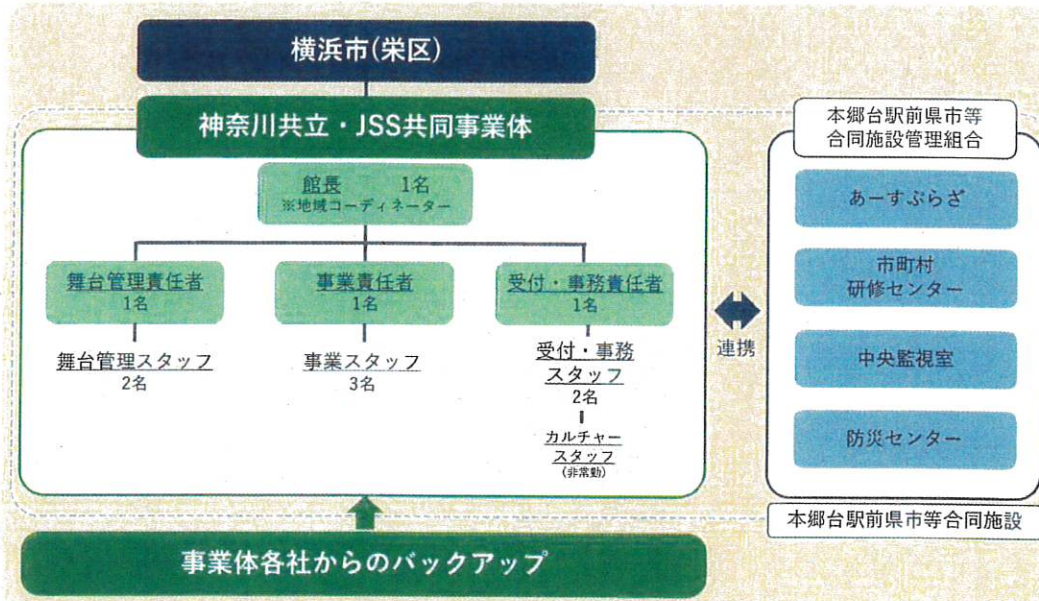 横浜市(栄区)
神奈川共立・JSS共同事業体
館長 1名
※地域コーディネーター
舞台管理責任者
1名
舞台管理スタッフ
2名
事業責任者
1名
事業スタッフ
3名
受付・事務責任者
1名
受付・事務
スタッフ
2名
カルチャー
スタッフ
(非常勤)
連携
本郷台駅前県市等
合同施設管理組合
あーすぷらざ
市町村
研修センター
中央監視室
防災センター
本郷台駅前県市等合同施設
事業体各社からのバックアップ